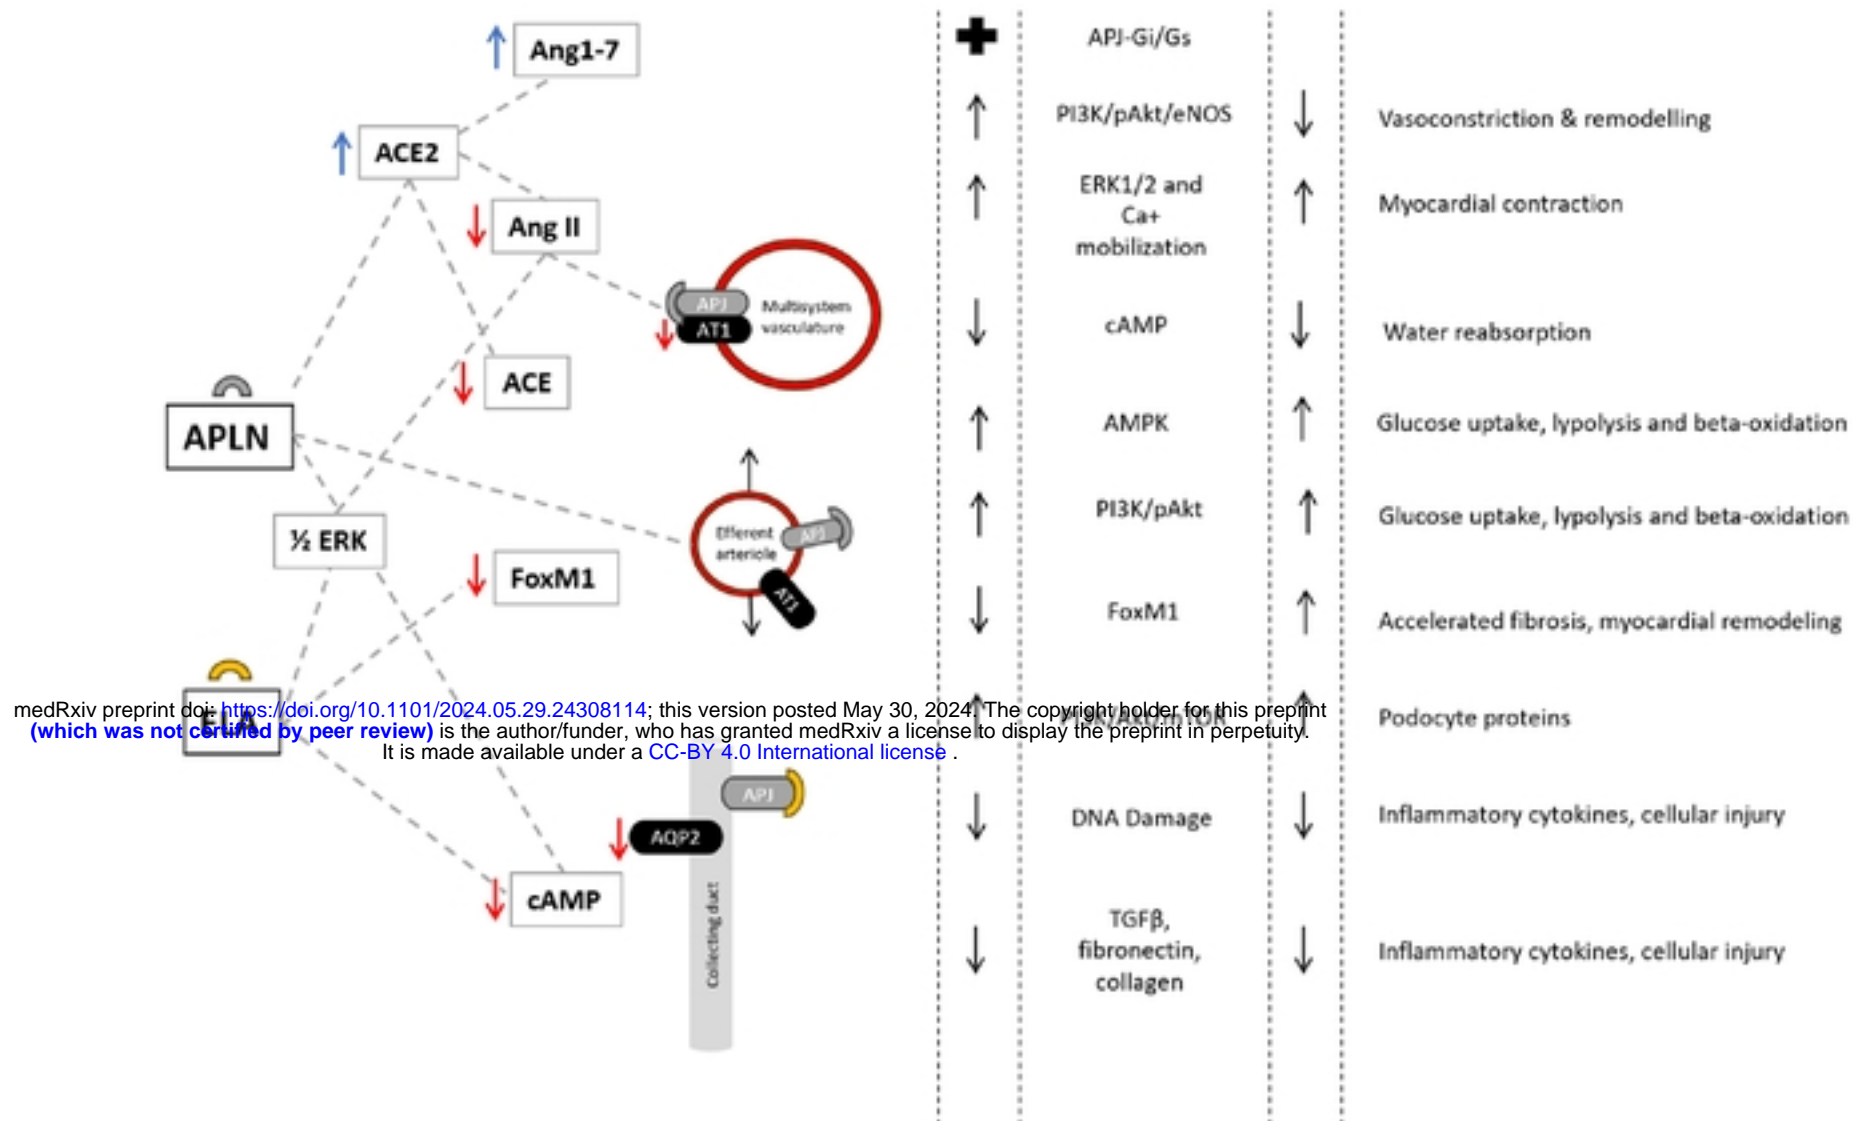 Ang1-7
ACE2
Ang II
APJ
AT1
Multisystem
vasculature
ACE
APLN
Efferent
arteriole
APJ
AT1
½ ERK
FoxM1
ELA
medRxiv preprint doi: https://doi.org/10.1101/2024.05.29.24308114; this version posted May 30, 2024. The copyright holder for this preprint
(which was not certified by peer review) is the author/funder, who has granted medRxiv a license to display the preprint in perpetuity.
It is made available under a CC-BY 4.0 International license .
APJ
AQP2
cAMP
Collecting duct
APJ-Gi/Gs
PI3K/pAkt/eNOS
Vasoconstriction & remodelling
ERK1/2 and
Ca+
mobilization
Myocardial contraction
cAMP
Water reabsorption
AMPK
Glucose uptake, lypolysis and beta-oxidation
PI3K/pAkt
Glucose uptake, lypolysis and beta-oxidation
FoxM1
Accelerated fibrosis, myocardial remodeling
PI3K/Akt/mTOR
Podocyte proteins
DNA Damage
Inflammatory cytokines, cellular injury
TGFβ,
fibronectin,
collagen
Inflammatory cytokines, cellular injury